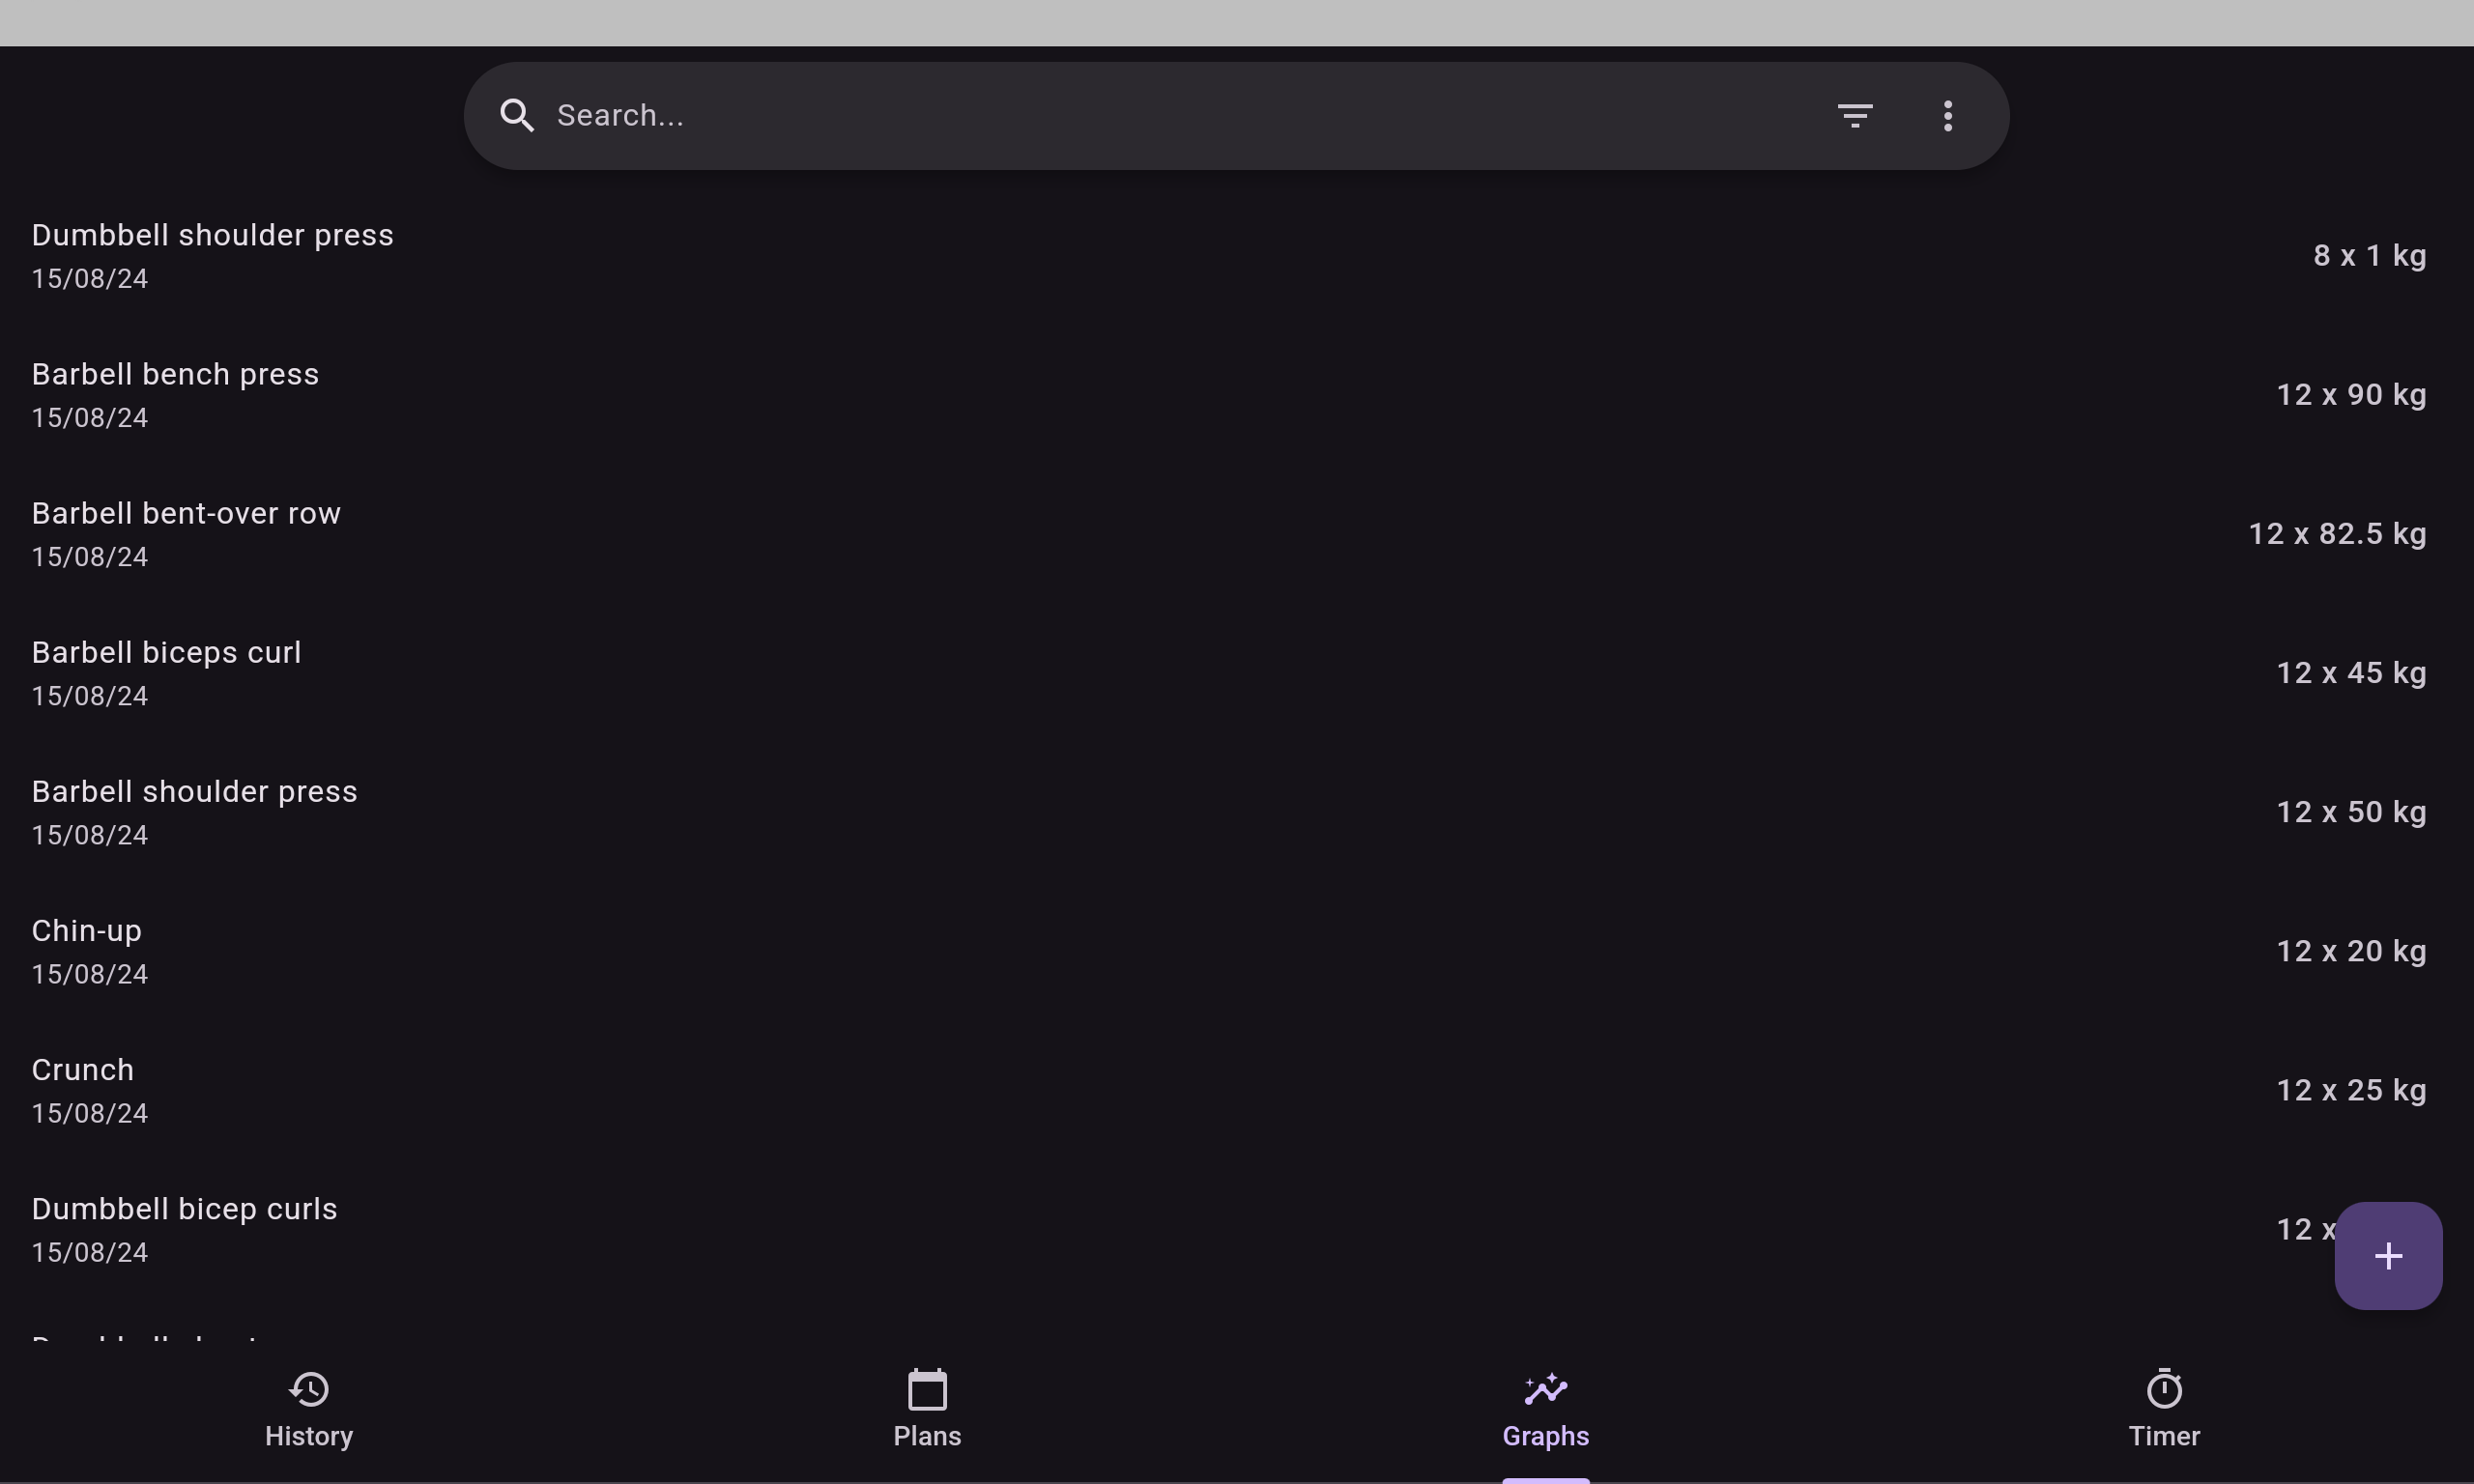 Search...
Dumbbell shoulder press
15/08/24
8 x 1 kg
Barbell bench press
15/08/24
12 x 90 kg
Barbell bent-over row
15/08/24
12 x 82.5 kg
Barbell biceps curl
15/08/24
12 x 45 kg
Barbell shoulder press
15/08/24
12 x 50 kg
Chin-up
15/08/24
12 x 20 kg
Crunch
15/08/24
12 x 25 kg
Dumbbell bicep curls
15/08/24
12 x
History
Plans
Graphs
Timer